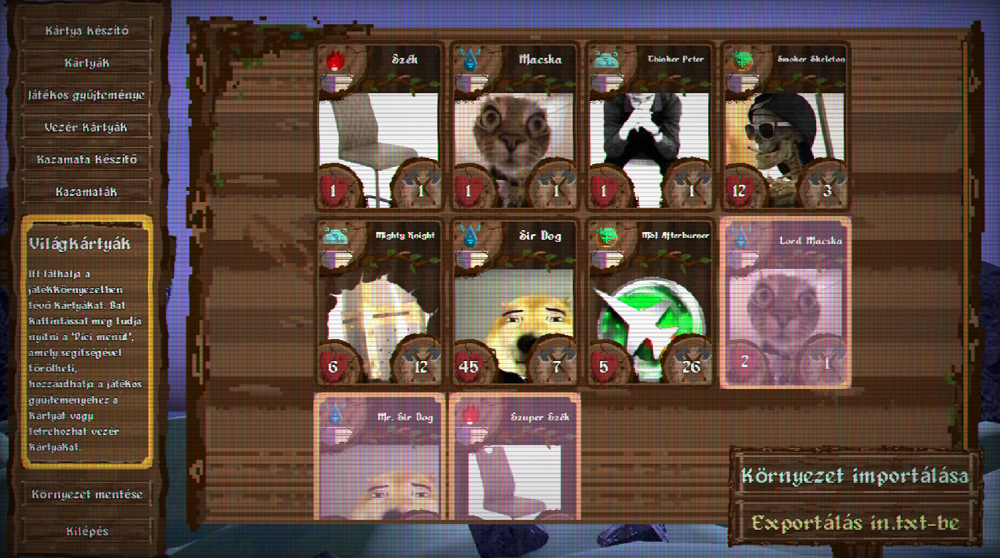 Kártya készítő
Kártyák
Játékos gyűjteménye
Vezér kártyák
Kazamata készítő
Kazamaták
Világkártyák
Itt láthatja a
játékkörnyezetben
lévő kártyákat. Bal
kattintással meg tudja
nyitni a 'Pici menüt',
amely segítségével
törölheti,
hozzáadhatja a játékos
gyűjteményéhez a
kártyát vagy
létrehozhat vezér
kártyákat.
Környezet mentése
Kilépés
Szék
1
1
Macska
1
1
Thinker Peter
1
1
Smoker Skeleton
12
3
Mighty Knight
6
12
Sir Dog
45
7
MSI Afterburner
5
26
Lord Macska
2
1
Mr. Sir Dog
Szuper Szék
Környezet importálása
Exportálás in.txt-be